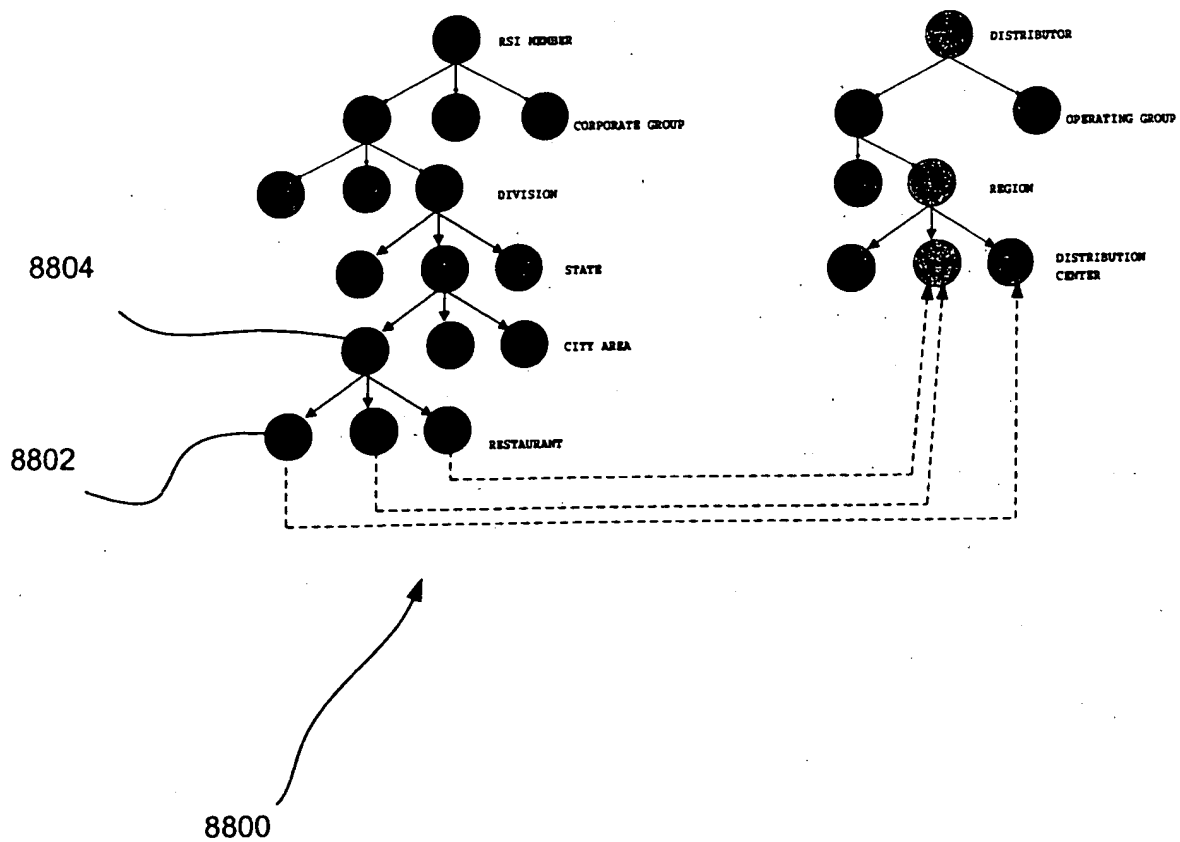 RSI MEMBER
DISTRIBUTOR
CORPORATE GROUP
OPERATING GROUP
DIVISION
REGION
8804
STATE
DISTRIBUTION
CENTER
CITY AREA
8802
RESTAURANT
8800